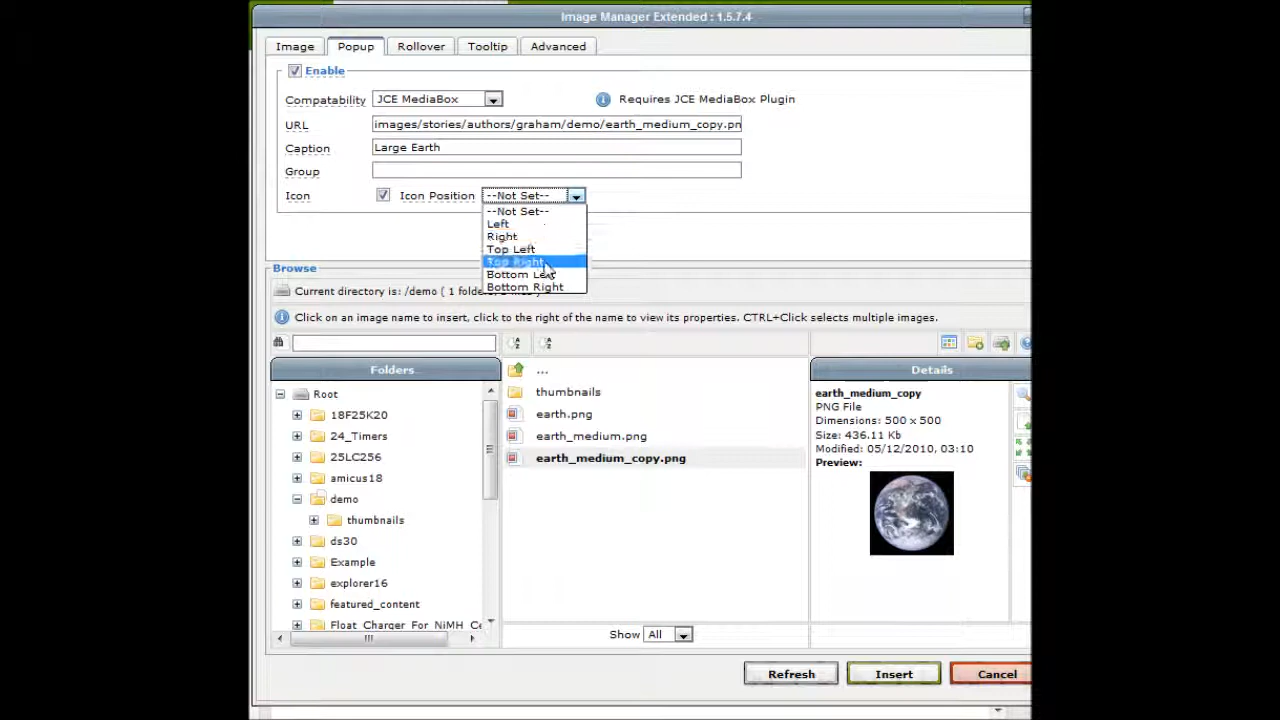 Image Manager Extended : 1.5.7.4
Image Popup Rollover Tooltip Advanced
Enable
Compatability JCE MediaBox Requires JCE MediaBox Plugin
URL images/stories/authors/graham/demo/earth_medium_copy.pn
Caption Large Earth
Group
Icon Icon Position --Not Set--
--Not Set--
Left
Right
Top Left
Top Right
Bottom Left
Bottom Right
Browse
Current directory is: /demo ( 1 folder,
Click on an image name to insert, click to the right of the name to view its properties. CTRL+Click selects multiple images.
Folders
Root
18F25K20
24_Timers
25LC256
amicus18
demo
thumbnails
ds30
Example
explorer16
featured_content
Float Charger For NiMH Ce
...
thumbnails
earth.png
earth_medium.png
earth_medium_copy.png
Show All
Details
earth_medium_copy
PNG File
Dimensions: 500 x 500
Size: 436.11 Kb
Modified: 05/12/2010, 03:10
Preview:
Refresh Insert Cancel